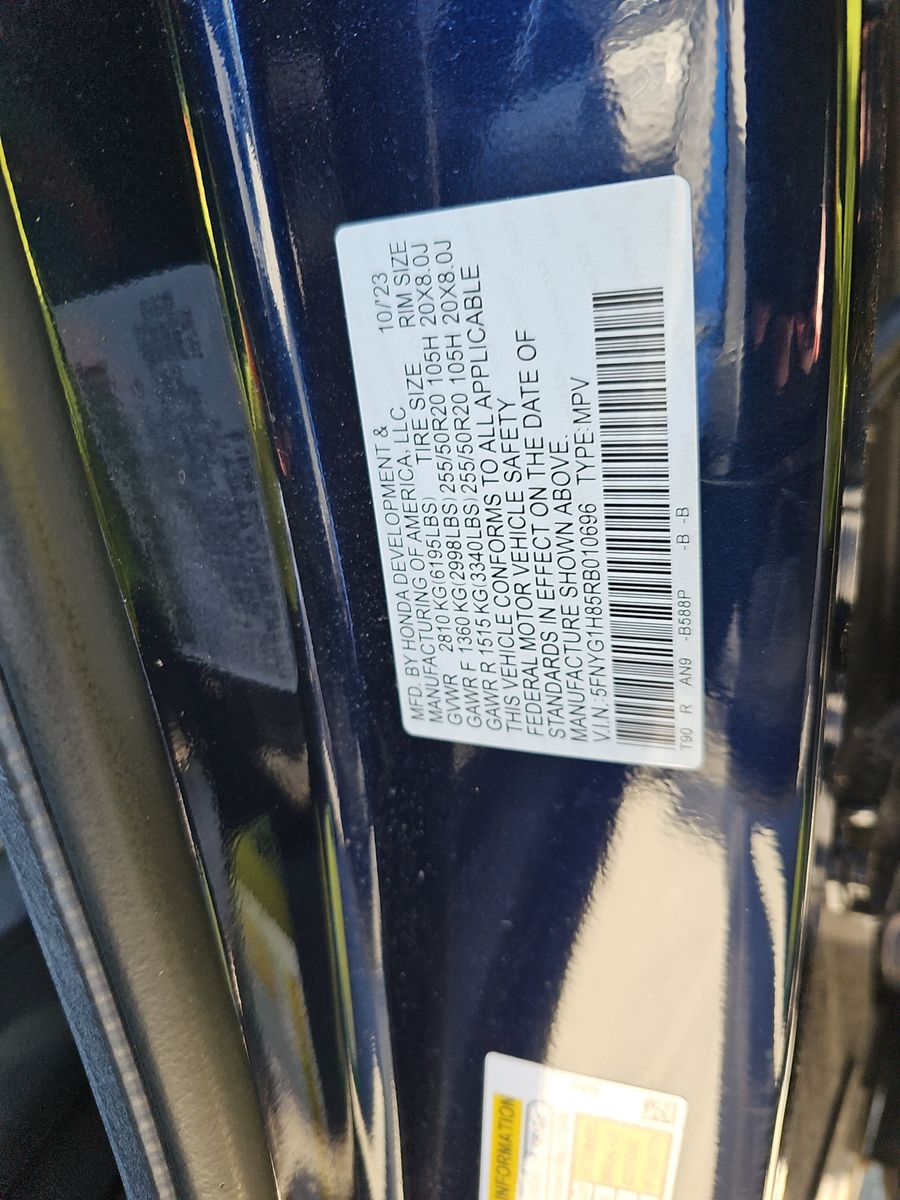 MFD. BY HONDA DEVELOPMENT & 10/'23
MANUFACTURING OF AMERICA, LLC RIM SIZE
GVWR 2810 KG(6195LBS) TIRE SIZE
GAWR F 1360 KG(2998LBS) 255/50R20 105H 20X8.0J
GAWR R 1515 KG(3340LBS) 255/50R20 105H 20X8.0J
THIS VEHICLE CONFORMS TO ALL APPLICABLE
FEDERAL MOTOR VEHICLE SAFETY
STANDARDS IN EFFECT ON THE DATE OF
MANUFACTURE SHOWN ABOVE.
V.I.N.:5FNYG1H85RB010696 TYPE:MPV
T90 R AN9 -B588P -B -B
INFORMATION